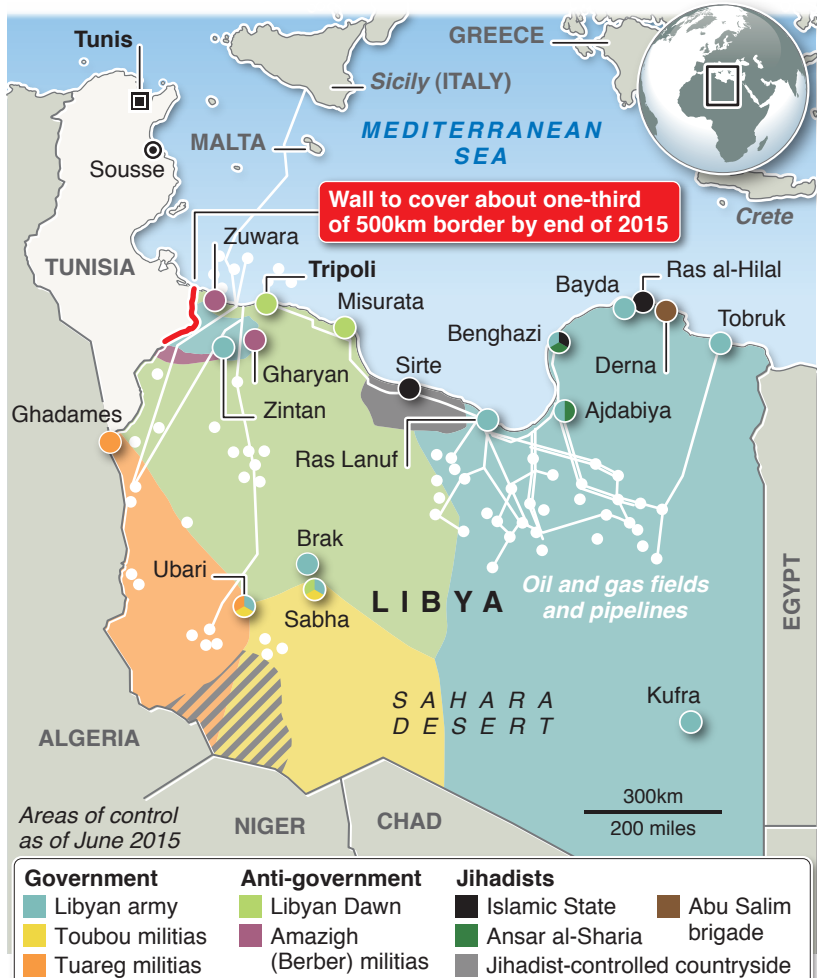 Tunis
GREECE
Sicily (ITALY)
MALTA
MEDITERRANEAN
SEA
Sousse
Crete
Wall to cover about one-third
of 500km border by end of 2015
TUNISIA
Zuwara
Tripoli
Misurata
Bayda
Ras al-Hilal
Benghazi
Tobruk
Derna
Gharyan
Sirte
Zintan
Ajdabiya
Ghadames
Ras Lanuf
Brak
Ubari
Sabha
LIBYA
Oil and gas fields
and pipelines
EGYPT
SAHARA
DESERT
Kufra
ALGERIA
300km
200 miles
Areas of control
as of June 2015
NIGER
CHAD
Government
Libyan army
Toubou militias
Tuareg militias
Anti-government
Libyan Dawn
Amazigh
(Berber) militias
Jihadists
Islamic State
Ansar al-Sharia
Abu Salim
brigade
Jihadist-controlled countryside